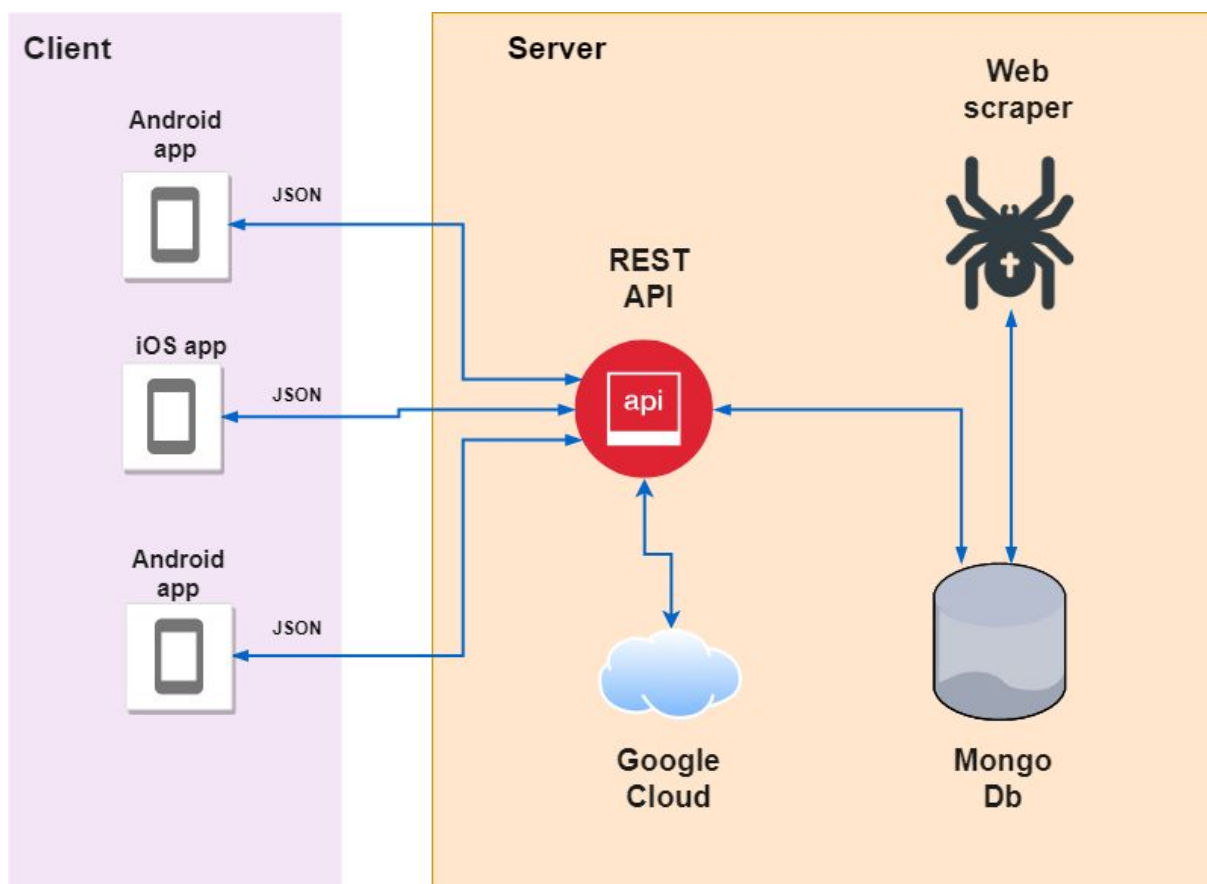 Client
Android
app
JSON
iOS app
JSON
Android
app
JSON
Server
Web
scraper
REST
API
api
Google
Cloud
Mongo
Db